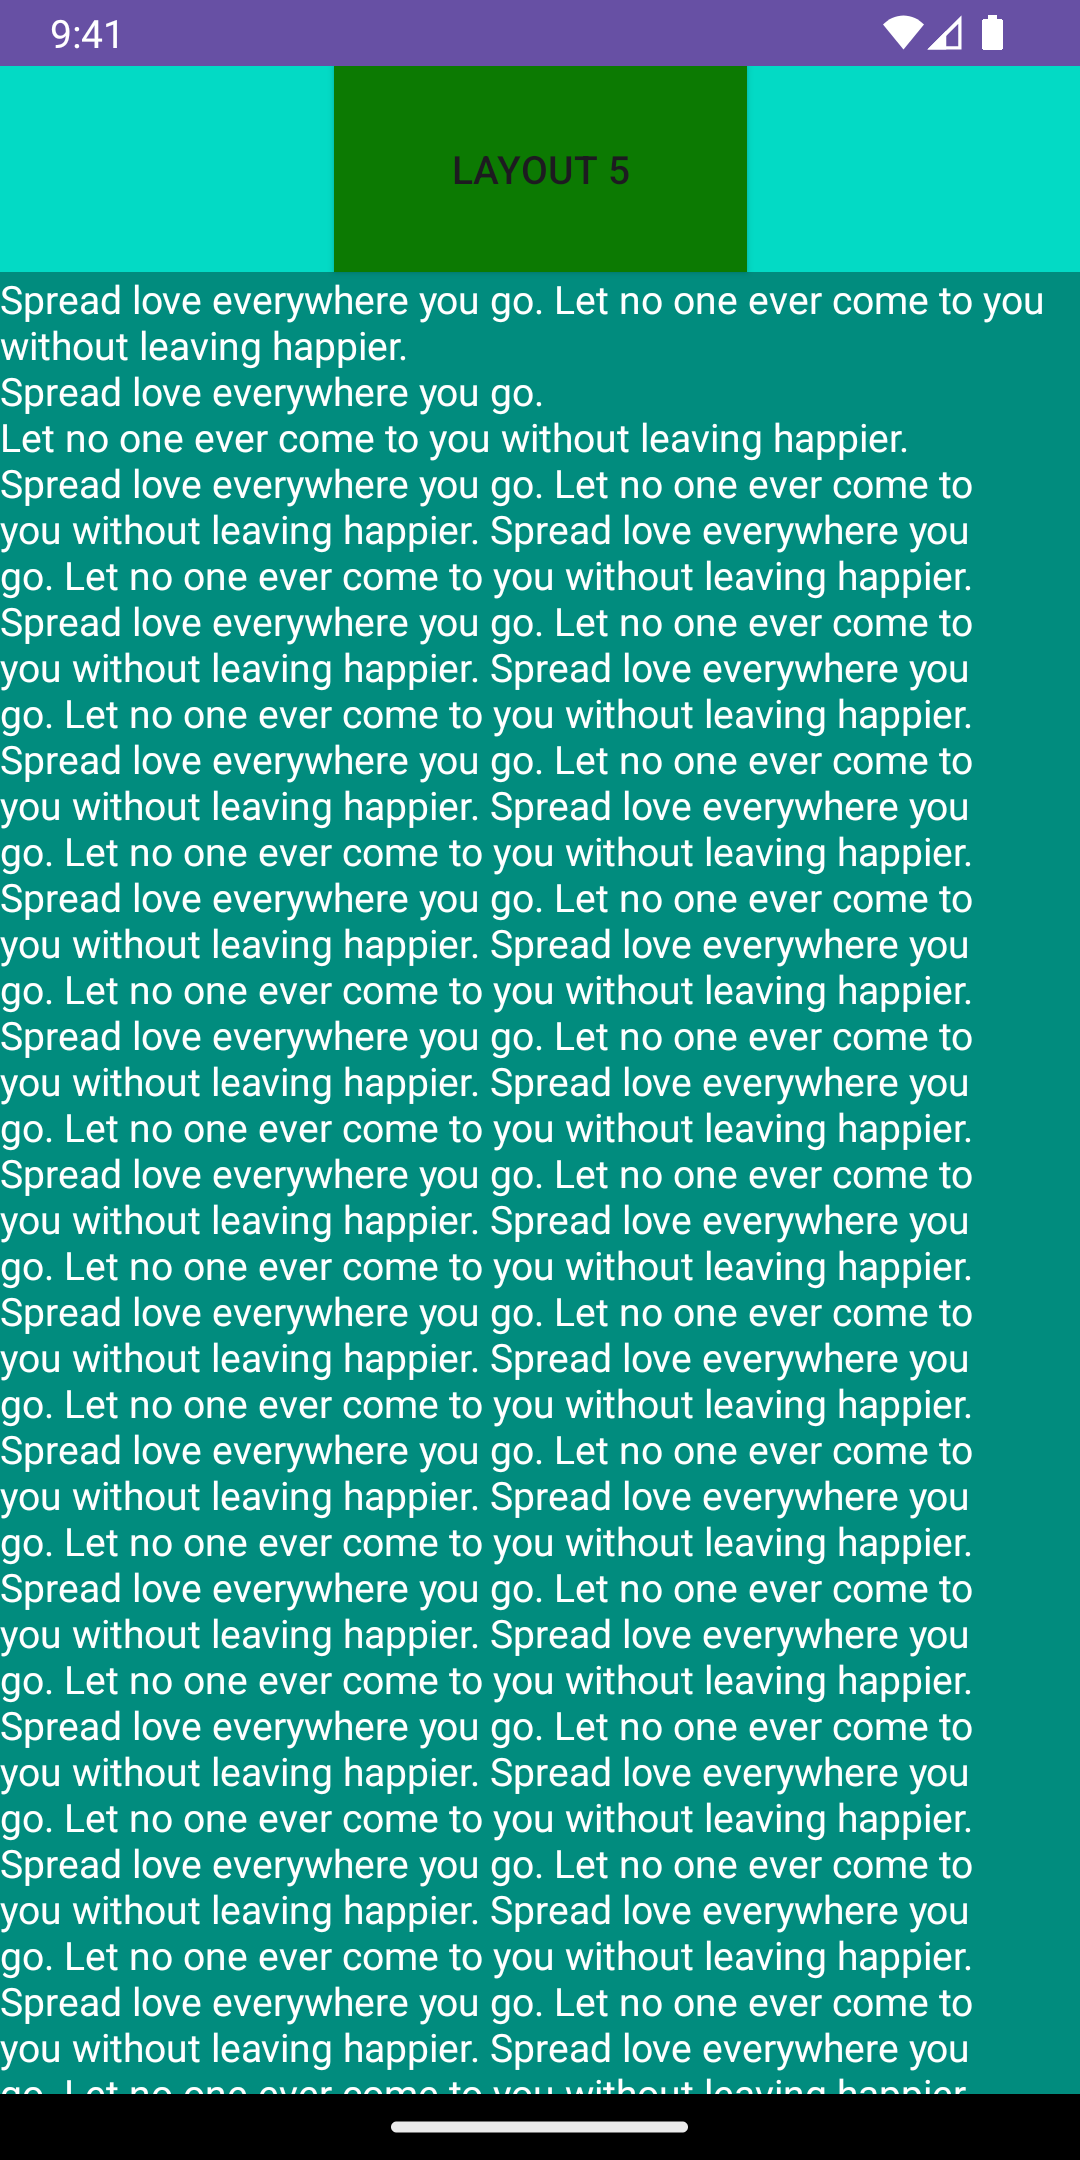 9:41
LAYOUT 5
Spread love everywhere you go. Let no one ever come to you
without leaving happier.
Spread love everywhere you go.
Let no one ever come to you without leaving happier.
Spread love everywhere you go. Let no one ever come to
you without leaving happier. Spread love everywhere you
go. Let no one ever come to you without leaving happier.
Spread love everywhere you go. Let no one ever come to
you without leaving happier. Spread love everywhere you
go. Let no one ever come to you without leaving happier.
Spread love everywhere you go. Let no one ever come to
you without leaving happier. Spread love everywhere you
go. Let no one ever come to you without leaving happier.
Spread love everywhere you go. Let no one ever come to
you without leaving happier. Spread love everywhere you
go. Let no one ever come to you without leaving happier.
Spread love everywhere you go. Let no one ever come to
you without leaving happier. Spread love everywhere you
go. Let no one ever come to you without leaving happier.
Spread love everywhere you go. Let no one ever come to
you without leaving happier. Spread love everywhere you
go. Let no one ever come to you without leaving happier.
Spread love everywhere you go. Let no one ever come to
you without leaving happier. Spread love everywhere you
go. Let no one ever come to you without leaving happier.
Spread love everywhere you go. Let no one ever come to
you without leaving happier. Spread love everywhere you
go. Let no one ever come to you without leaving happier.
Spread love everywhere you go. Let no one ever come to
you without leaving happier. Spread love everywhere you
go. Let no one ever come to you without leaving happier.
Spread love everywhere you go. Let no one ever come to
you without leaving happier. Spread love everywhere you
go. Let no one ever come to you without leaving happier.
Spread love everywhere you go. Let no one ever come to
you without leaving happier. Spread love everywhere you
go. Let no one ever come to you without leaving happier.
Spread love everywhere you go. Let no one ever come to
you without leaving happier. Spread love everywhere you
go. Let no one ever come to you without leaving happier.